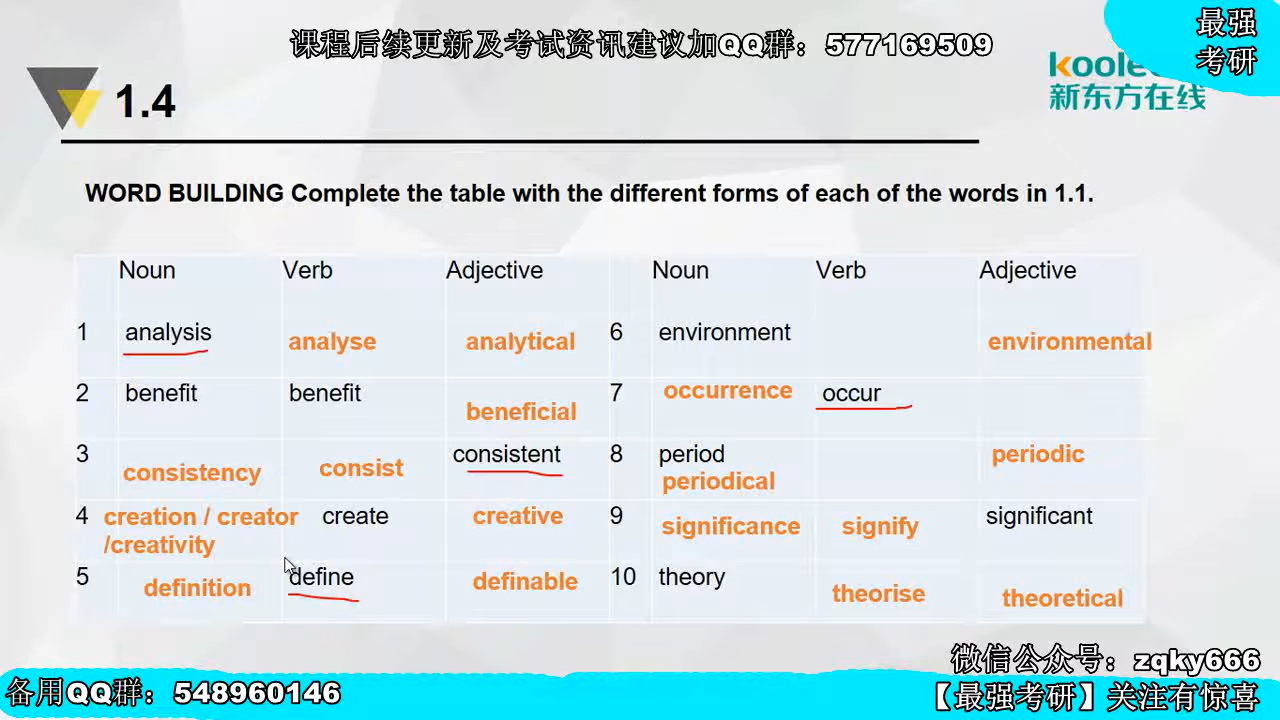 课程后续更新及考试资讯建议加QQ群：577169509
最强
考研
koole
新东方在线
1.4
WORD BUILDING Complete the table with the different forms of each of the words in 1.1.
Noun Verb Adjective Noun Verb Adjective
1 analysis analyse analytical 6 environment environmental
2 benefit benefit beneficial 7 occurrence occur
3 consistency consist consistent 8 period periodic
periodical
4 creation / creator create creative 9 significance signify significant
/creativity
5 definition define definable 10 theory theorise theoretical
微信公众号：zqky666
备用QQ群：548960146
【最强考研】关注有惊喜